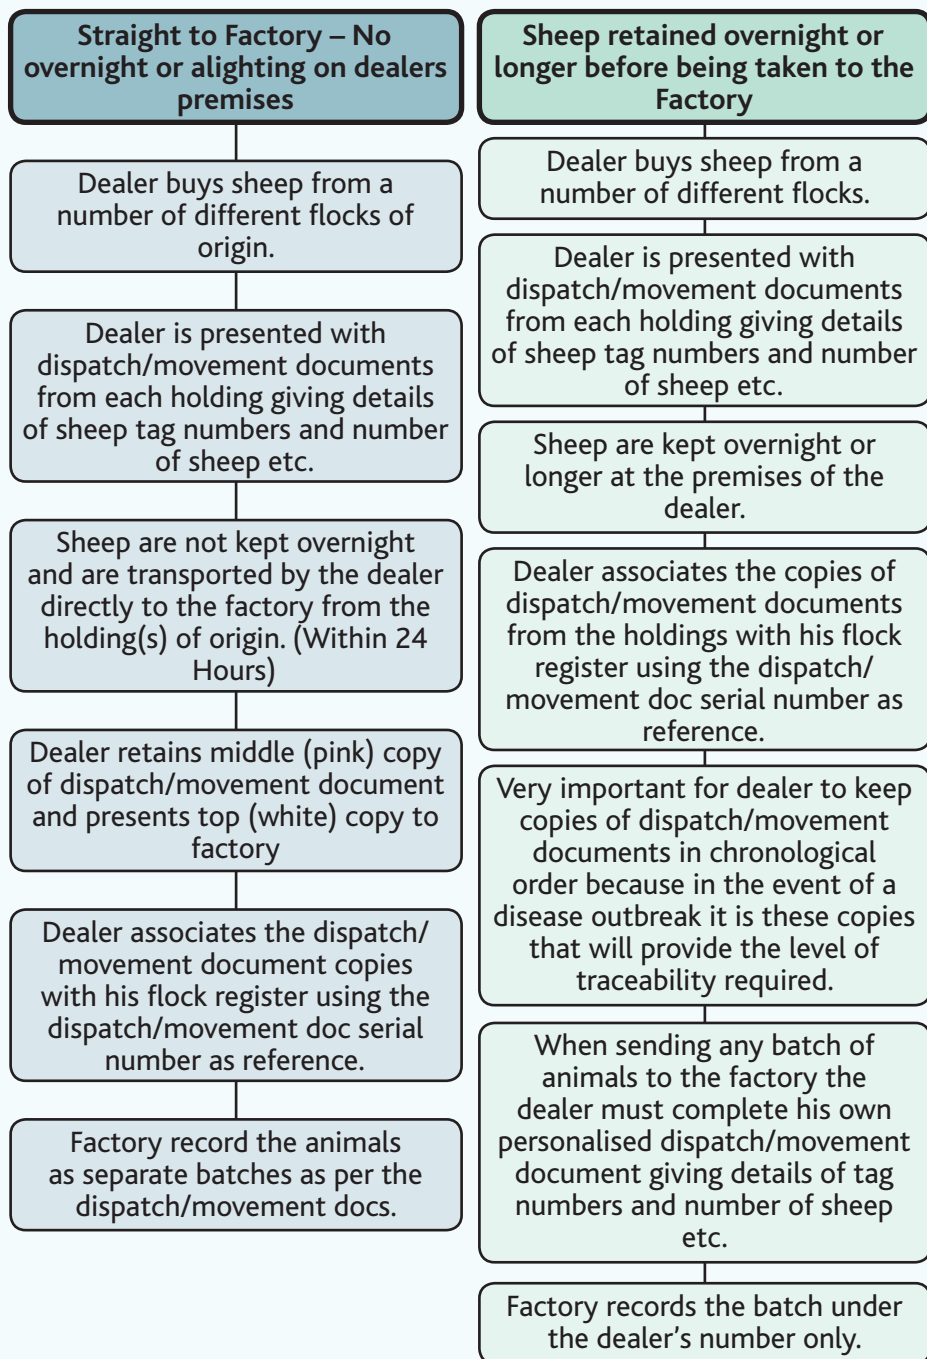 Straight to Factory – No
overnight or alighting on dealers
premises
Dealer buys sheep from a
number of different flocks of
origin.
Dealer is presented with
dispatch/movement documents
from each holding giving details
of sheep tag numbers and number
of sheep etc.
Sheep are not kept overnight
and are transported by the dealer
directly to the factory from the
holding(s) of origin. (Within 24
Hours)
Dealer retains middle (pink) copy
of dispatch/movement document
and presents top (white) copy to
factory
Dealer associates the dispatch/
movement document copies
with his flock register using the
dispatch/movement doc serial
number as reference.
Factory record the animals
as separate batches as per the
dispatch/movement docs.
Sheep retained overnight or
longer before being taken to the
Factory
Dealer buys sheep from a
number of different flocks.
Dealer is presented with
dispatch/movement documents
from each holding giving details
of sheep tag numbers and number
of sheep etc.
Sheep are kept overnight or
longer at the premises of the
dealer.
Dealer associates the copies of
dispatch/movement documents
from the holdings with his flock
register using the dispatch/
movement doc serial number as
reference.
Very important for dealer to keep
copies of dispatch/movement
documents in chronological
order because in the event of a
disease outbreak it is these copies
that will provide the level of
traceability required.
When sending any batch of
animals to the factory the
dealer must complete his own
personalised dispatch/movement
document giving details of tag
numbers and number of sheep
etc.
Factory records the batch under
the dealer’s number only.